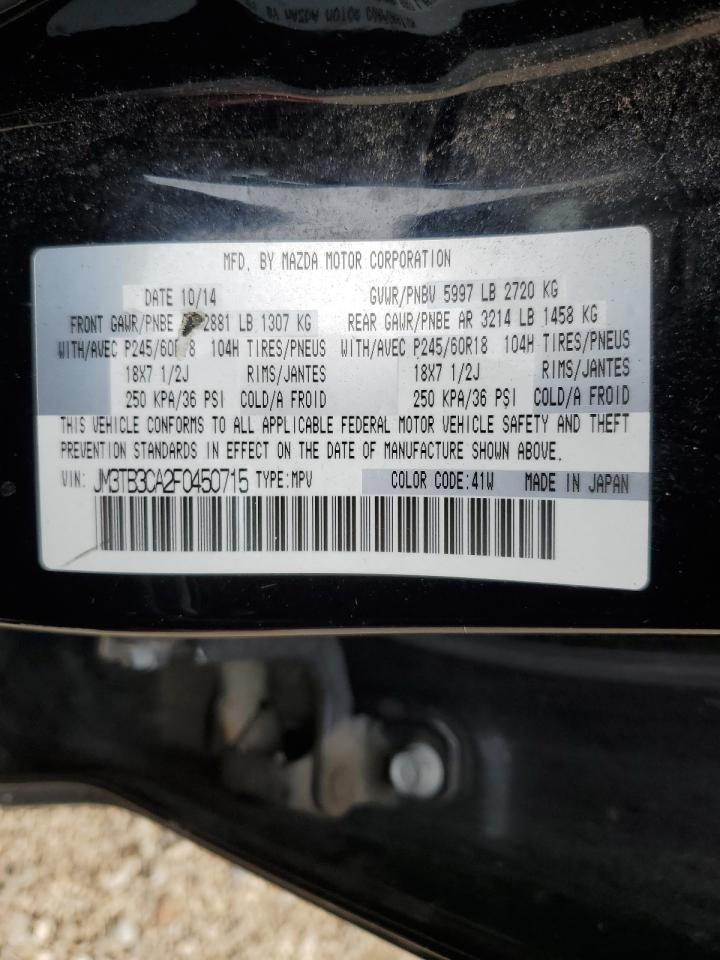 MFD. BY MAZDA MOTOR CORPORATION
DATE 10/14 GVWR/PNBV 5997 LB 2720 KG
FRONT GAWR/PNBE 2881 LB 1307 KG REAR GAWR/PNBE AR 3214 LB 1458 KG
WITH/AVEC P245/60R18 104H TIRES/PNEUS WITH/AVEC P245/60R18 104H TIRES/PNEUS
18X7 1/2J RIMS/JANTES 18X7 1/2J RIMS/JANTES
250 KPA/36 PSI COLD/A FROID 250 KPA/36 PSI COLD/A FROID
THIS VEHICLE CONFORMS TO ALL APPLICABLE FEDERAL MOTOR VEHICLE SAFETY AND THEFT
PREVENTION STANDARDS IN EFFECT ON THE DATE OF MANUFACTURE SHOWN ABOVE.
VIN: JM3TB3CA2F0450715 TYPE:MPV COLOR CODE:41W MADE IN JAPAN